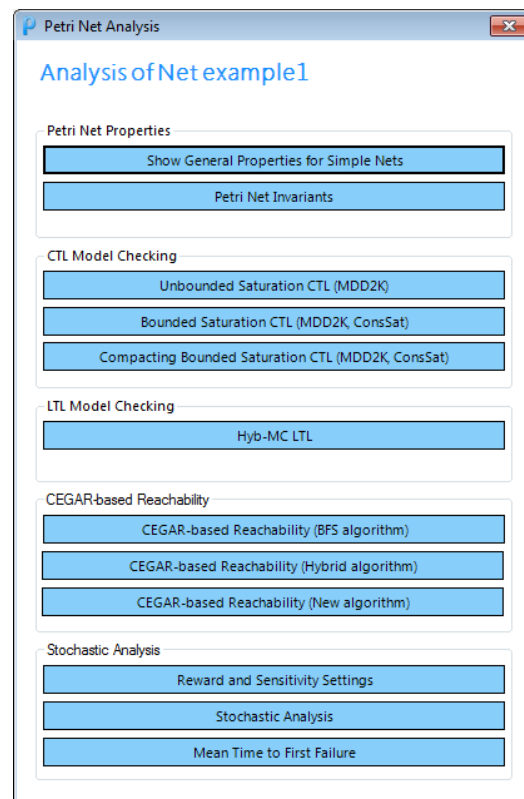 Petri Net Analysis
Analysis of Net example1
Petri Net Properties
Show General Properties for Simple Nets
Petri Net Invariants
CTL Model Checking
Unbounded Saturation CTL (MDD2K)
Bounded Saturation CTL (MDD2K, ConsSat)
Compacting Bounded Saturation CTL (MDD2K, ConsSat)
LTL Model Checking
Hyb-MC LTL
CEGAR-based Reachability
CEGAR-based Reachability (BFS algorithm)
CEGAR-based Reachability (Hybrid algorithm)
CEGAR-based Reachability (New algorithm)
Stochastic Analysis
Reward and Sensitivity Settings
Stochastic Analysis
Mean Time to First Failure